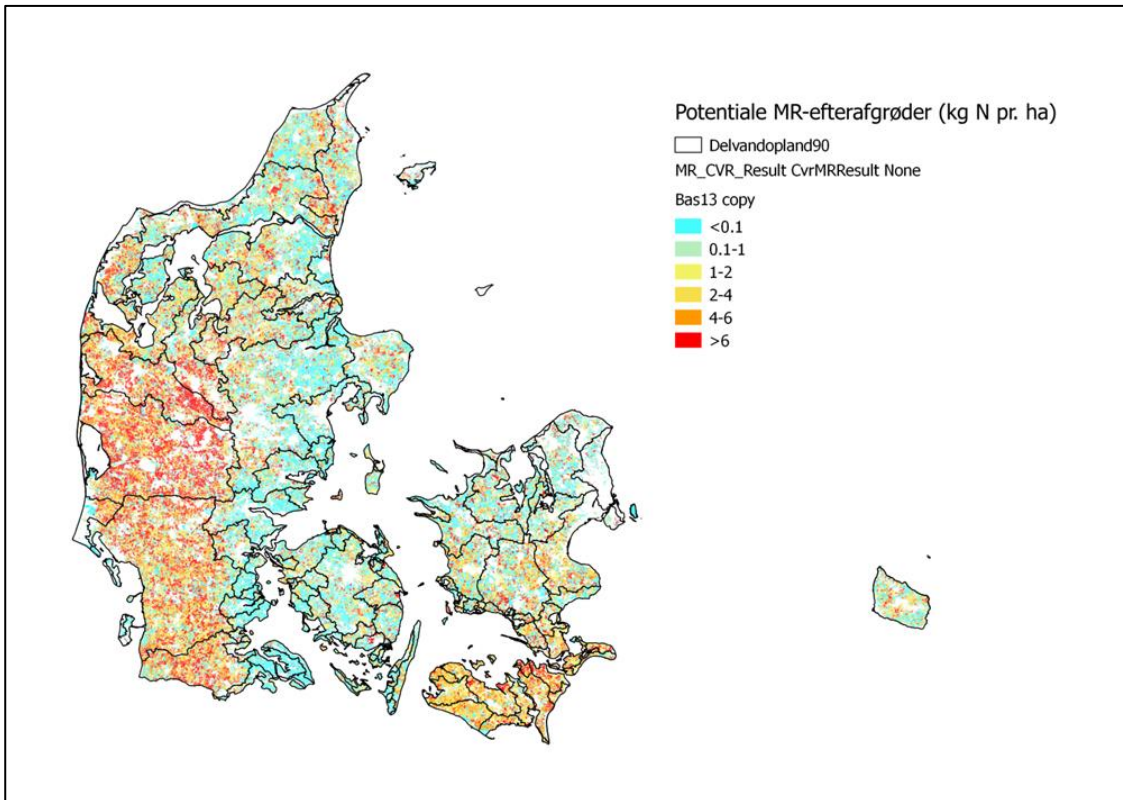 Potentiale MR-efterafgrøder (kg N pr. ha)
Delvandopland90
MR_CVR_Result CvrMRResult None
Bas13 copy
<0.1
0.1-1
1-2
2-4
4-6
>6